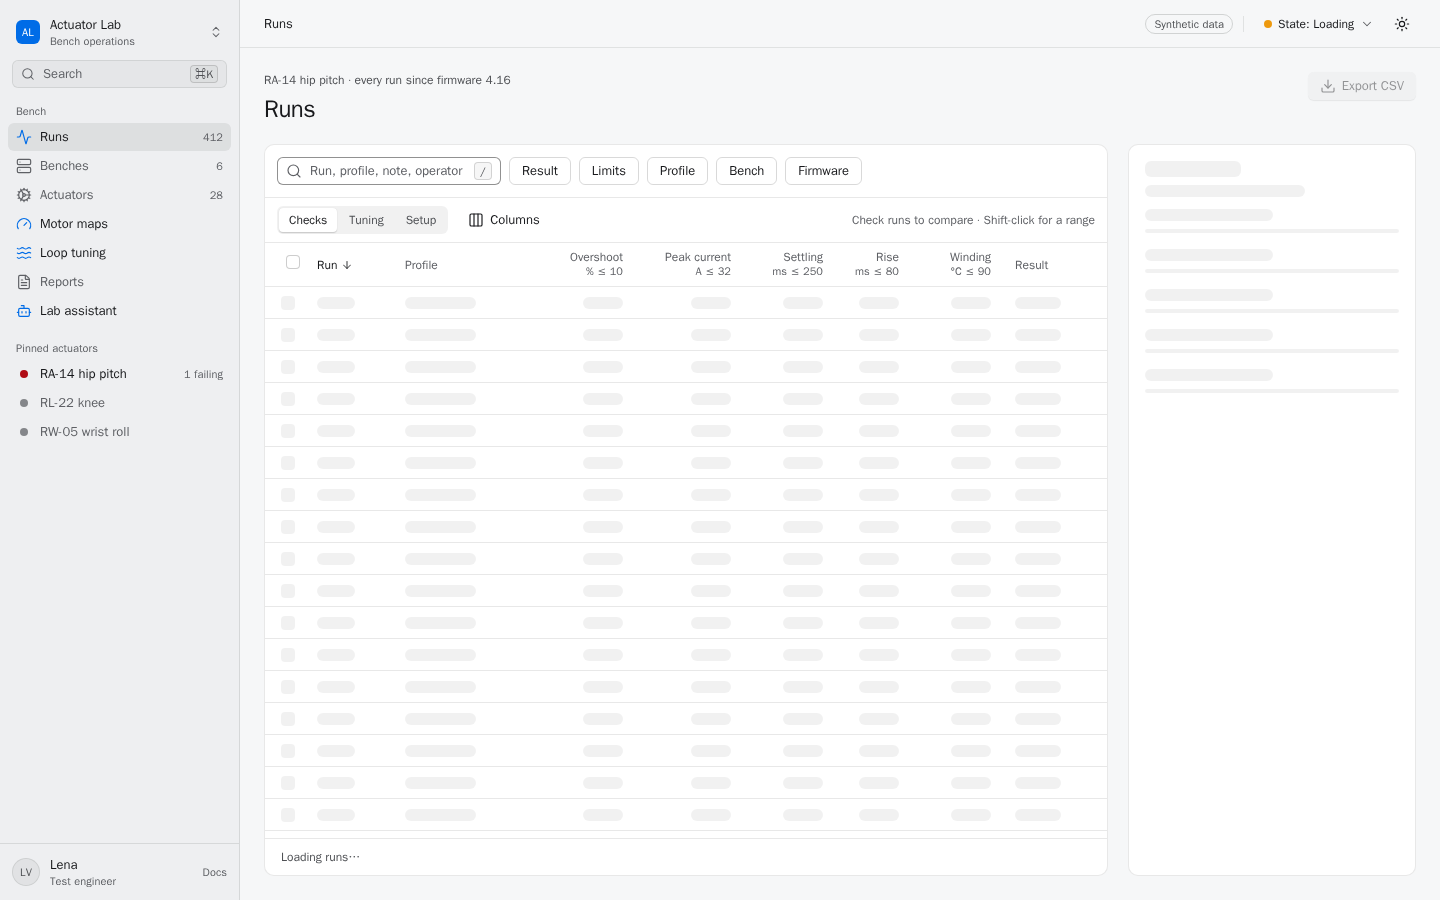 AL
Actuator Lab
Bench operations
Search
⌘K
Bench
Runs
412
Benches
6
Actuators
28
Motor maps
Loop tuning
Reports
Lab assistant
Pinned actuators
RA-14 hip pitch
1 failing
RL-22 knee
RW-05 wrist roll
LV
Lena
Test engineer
Docs
Runs
Synthetic data
State: Loading
RA-14 hip pitch · every run since firmware 4.16
Runs
Export CSV
Run, profile, note, operator
/
Result
Limits
Profile
Bench
Firmware
Checks
Tuning
Setup
Columns
Check runs to compare · Shift-click for a range
Run ↓
Profile
Overshoot
% ≤ 10
Peak current
A ≤ 32
Settling
ms ≤ 250
Rise
ms ≤ 80
Winding
°C ≤ 90
Result
Loading runs…